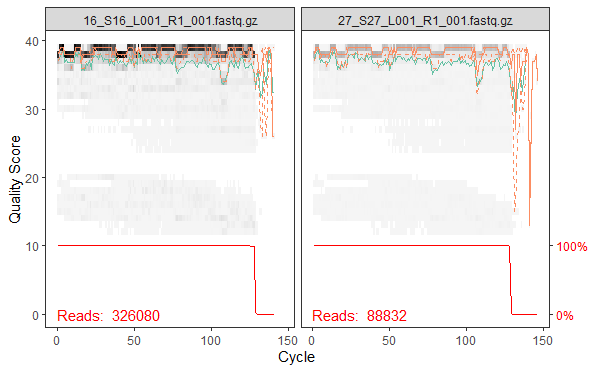 16_S16_L001_R1_001.fastq.gz
27_S27_L001_R1_001.fastq.gz
Quality Score
40
30
20
10
0
100%
0%
Reads: 326080
Reads: 88832
0
50
100
150
0
50
100
150
Cycle